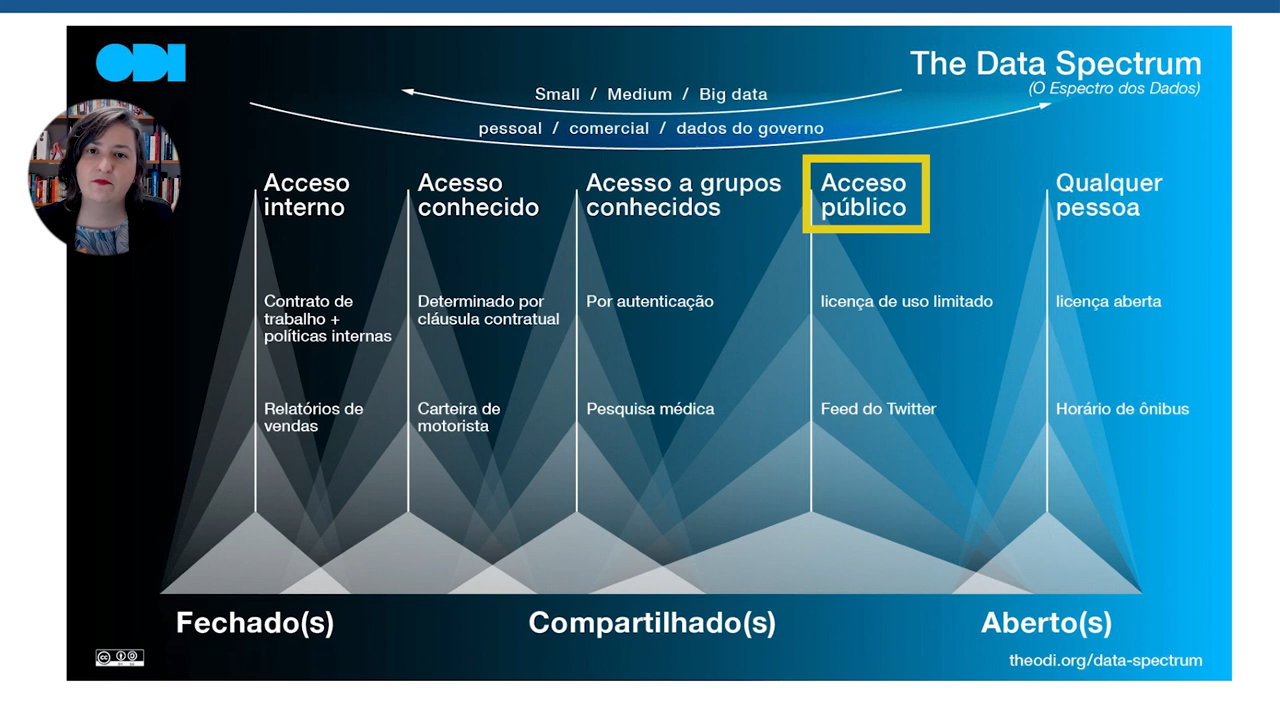 ODI
The Data Spectrum
(O Espectro dos Dados)
Small / Medium / Big data
pessoal / comercial / dados do governo
Acceso
interno
Contrato de
trabalho +
políticas internas
Relatórios de
vendas
Acesso
conhecido
Determinado por
cláusula contratual
Carteira de
motorista
Acesso a grupos
conhecidos
Por autenticação
Pesquisa médica
Acceso
público
licença de uso limitado
Feed do Twitter
Qualquer
pessoa
licença aberta
Horário de ônibus
Fechado(s)
Compartilhado(s)
Aberto(s)
cc
theodi.org/data-spectrum